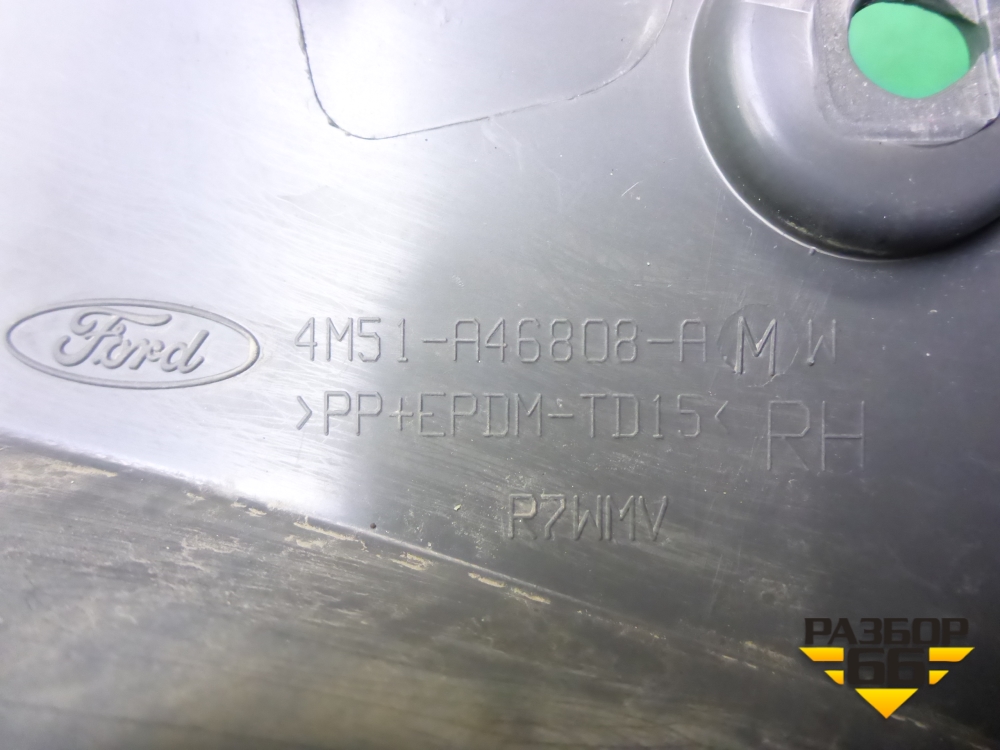 Ford
4M51-A46808-A M W
>PP+EPDM-TD15< RH
R7WMV
РАЗБОР
66